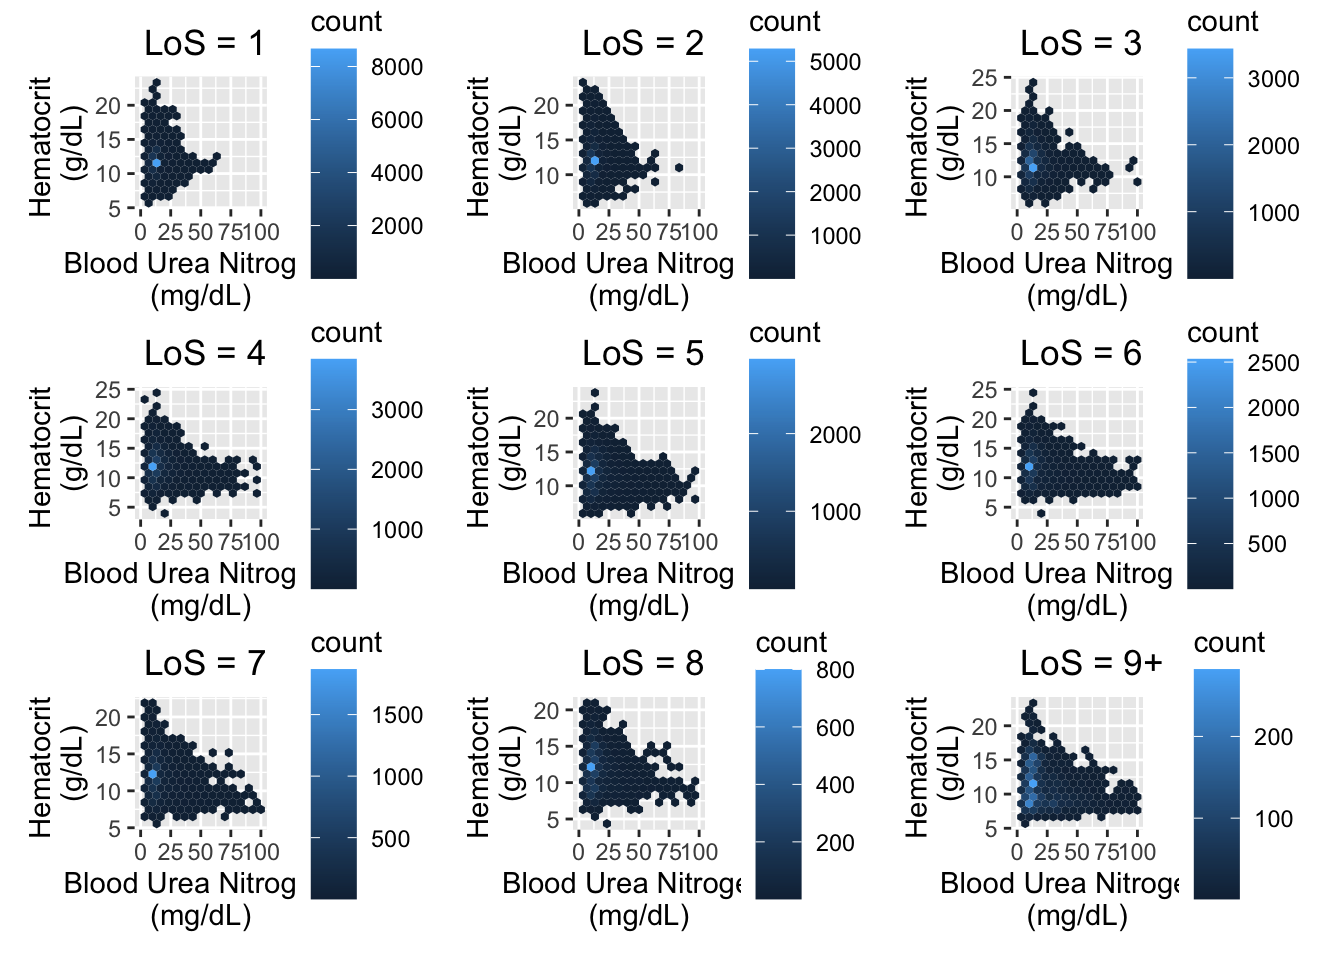 LoS = 1
count
Hematocrit
(g/dL)
20
15
10
5
0 25 50 75 100
Blood Urea Nitrog
(mg/dL)
8000
6000
4000
2000
LoS = 2
count
Hematocrit
(g/dL)
20
15
10
0 25 50 75 100
Blood Urea Nitrog
(mg/dL)
5000
4000
3000
2000
1000
LoS = 3
count
Hematocrit
(g/dL)
25
20
15
10
0 25 50 75 100
Blood Urea Nitrog
(mg/dL)
3000
2000
1000
LoS = 4
count
Hematocrit
(g/dL)
25
20
15
10
5
0 25 50 75 100
Blood Urea Nitrog
(mg/dL)
3000
2000
1000
LoS = 5
count
Hematocrit
(g/dL)
20
15
10
0 25 50 75 100
Blood Urea Nitrog
(mg/dL)
2000
1000
LoS = 6
count
Hematocrit
(g/dL)
25
20
15
10
5
0 25 50 75 100
Blood Urea Nitrog
(mg/dL)
2500
2000
1500
1000
500
LoS = 7
count
Hematocrit
(g/dL)
20
15
10
5
0 25 50 75 100
Blood Urea Nitrog
(mg/dL)
1500
1000
500
LoS = 8
count
Hematocrit
(g/dL)
20
15
10
5
0 25 50 75 100
Blood Urea Nitroge
(mg/dL)
800
600
400
200
LoS = 9+
count
Hematocrit
(g/dL)
20
15
10
5
0 25 50 75 100
Blood Urea Nitroge
(mg/dL)
200
100